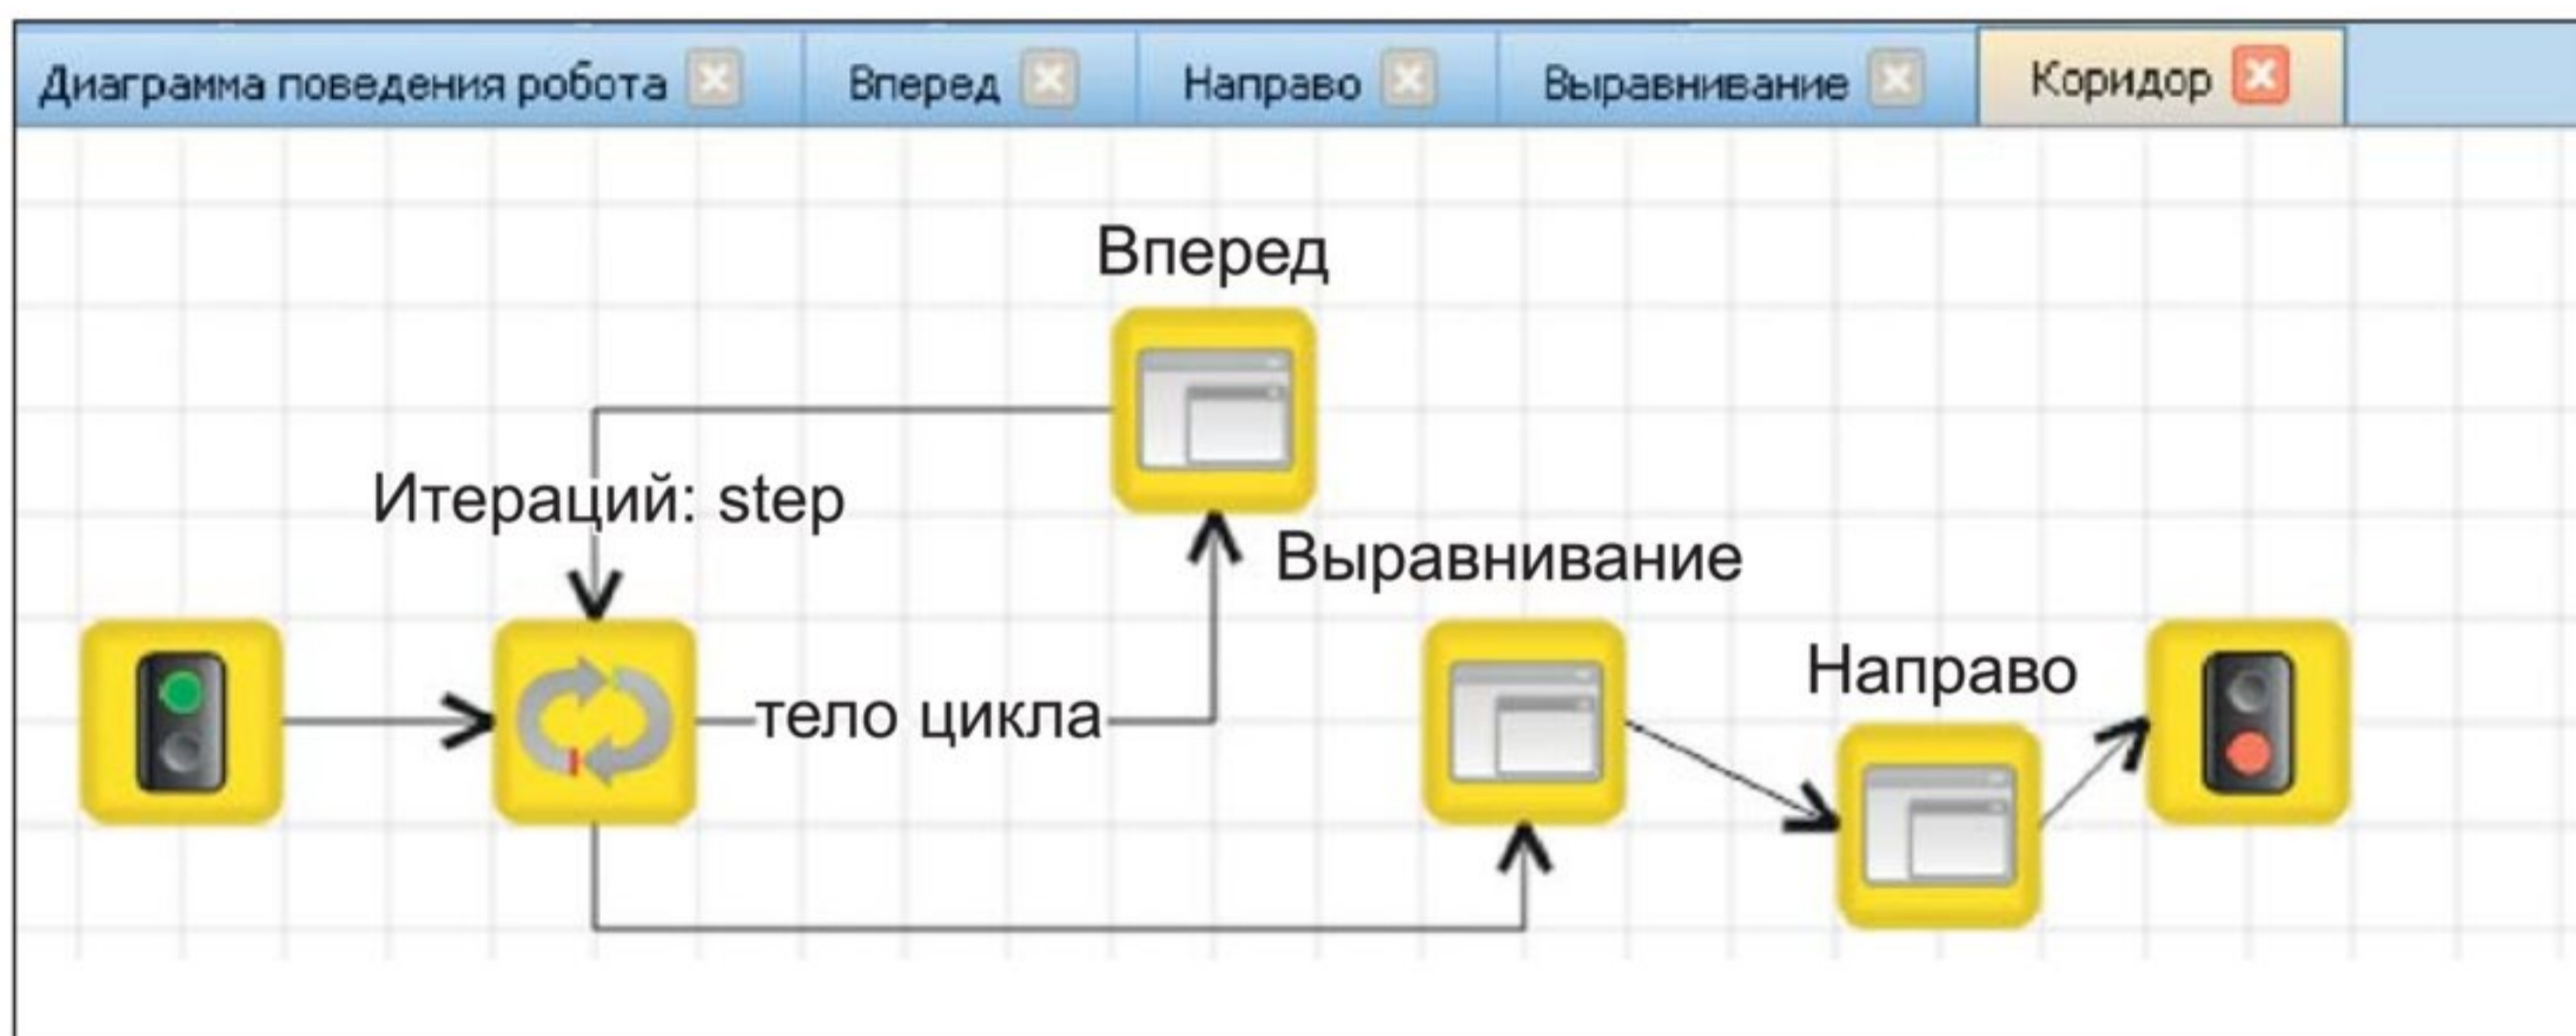 Диаграмма поведения робота Вперед Направо Выравнивание Коридор
Вперед
Итераций: step
Выравнивание
Направо
тело цикла